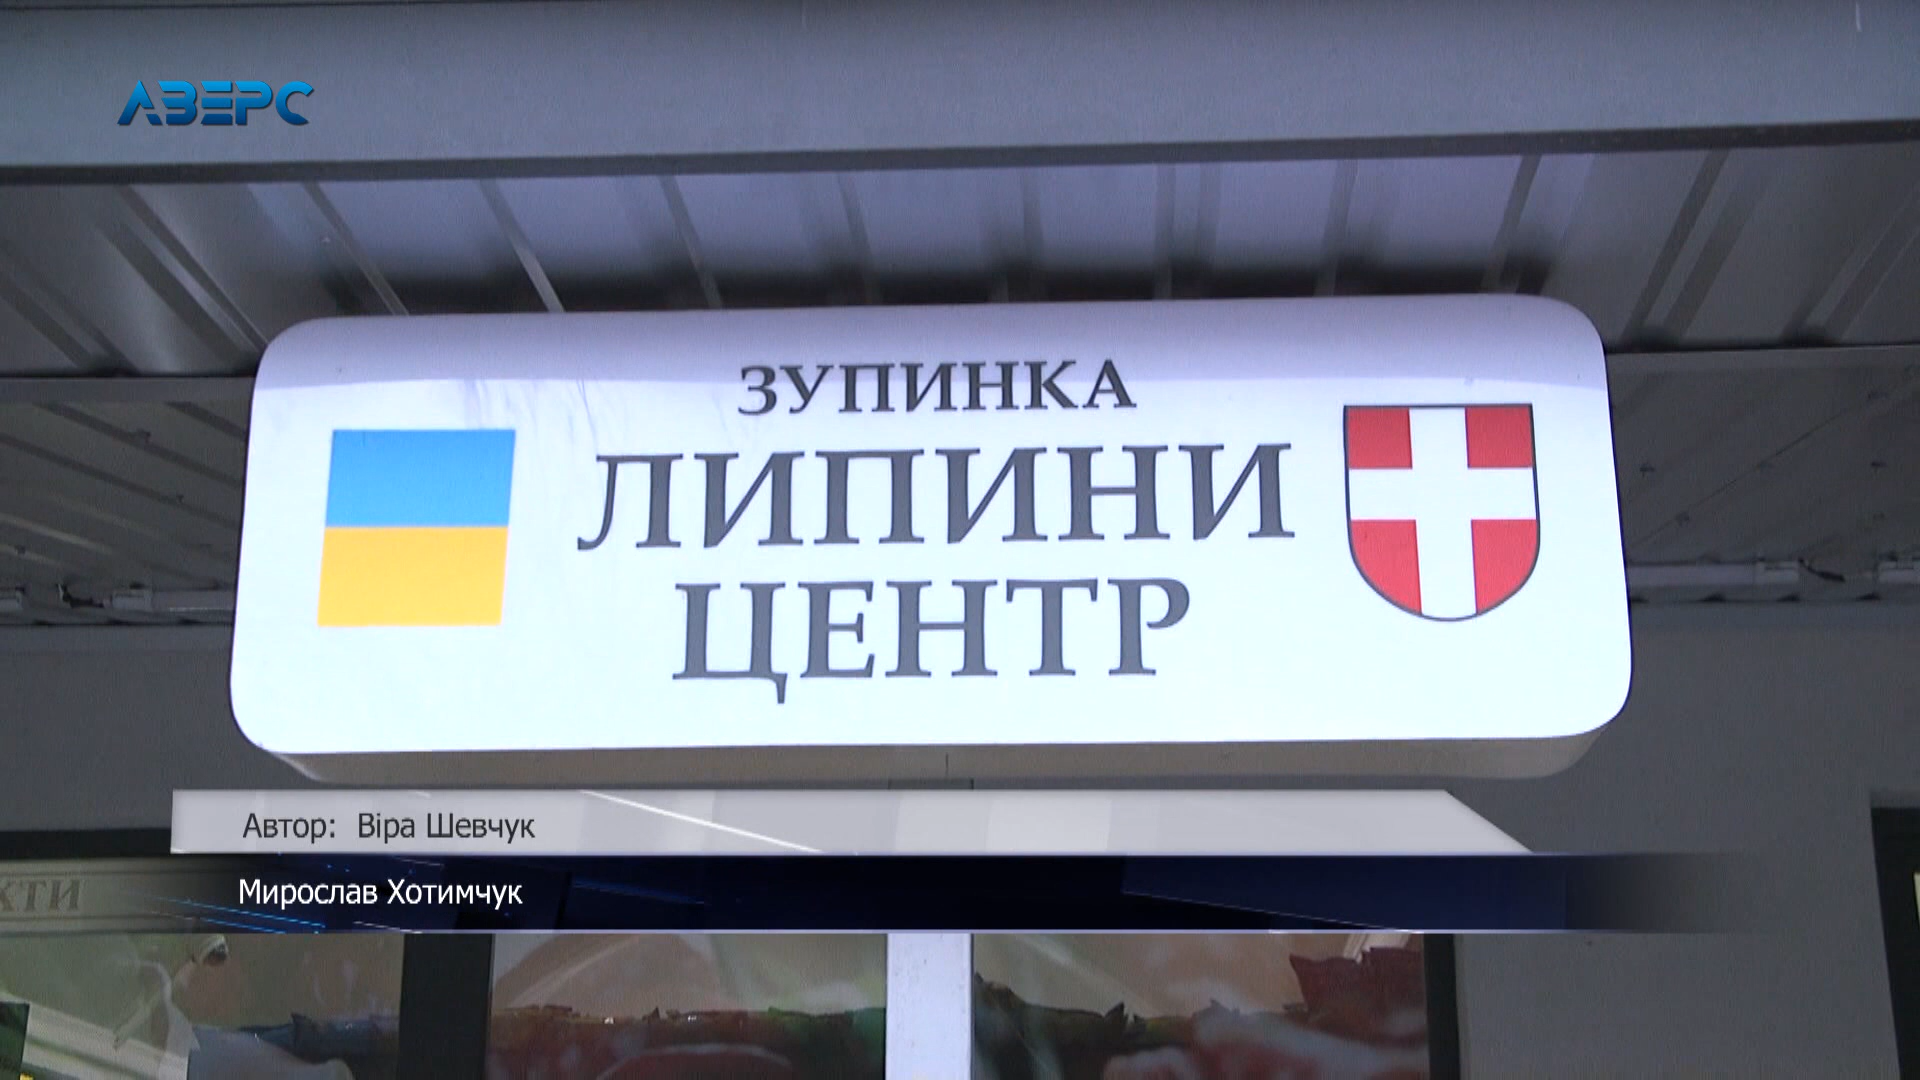 АВЕРС
ЗУПИНКА
ЛИПИНИ
ЦЕНТР
Автор: Віра Шевчук
Мирослав Хотимчук